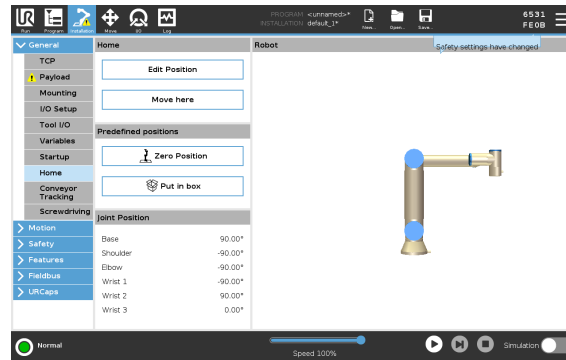 PROGRAM <unnamed>*
INSTALLATION default_1*
6531
FE0B
Run Program Installation Move I/O Log New... Open... Save...
Safety settings have changed
General
TCP
Payload
Mounting
I/O Setup
Tool I/O
Variables
Startup
Home
Conveyor
Tracking
Screwdriving
Motion
Safety
Features
Fieldbus
URCaps
Home
Edit Position
Move here
Predefined positions
Zero Position
Put in box
Joint Position
Base 90.00°
Shoulder -90.00°
Elbow -90.00°
Wrist 1 -90.00°
Wrist 2 90.00°
Wrist 3 0.00°
Robot
Normal
Speed 100%
Simulation